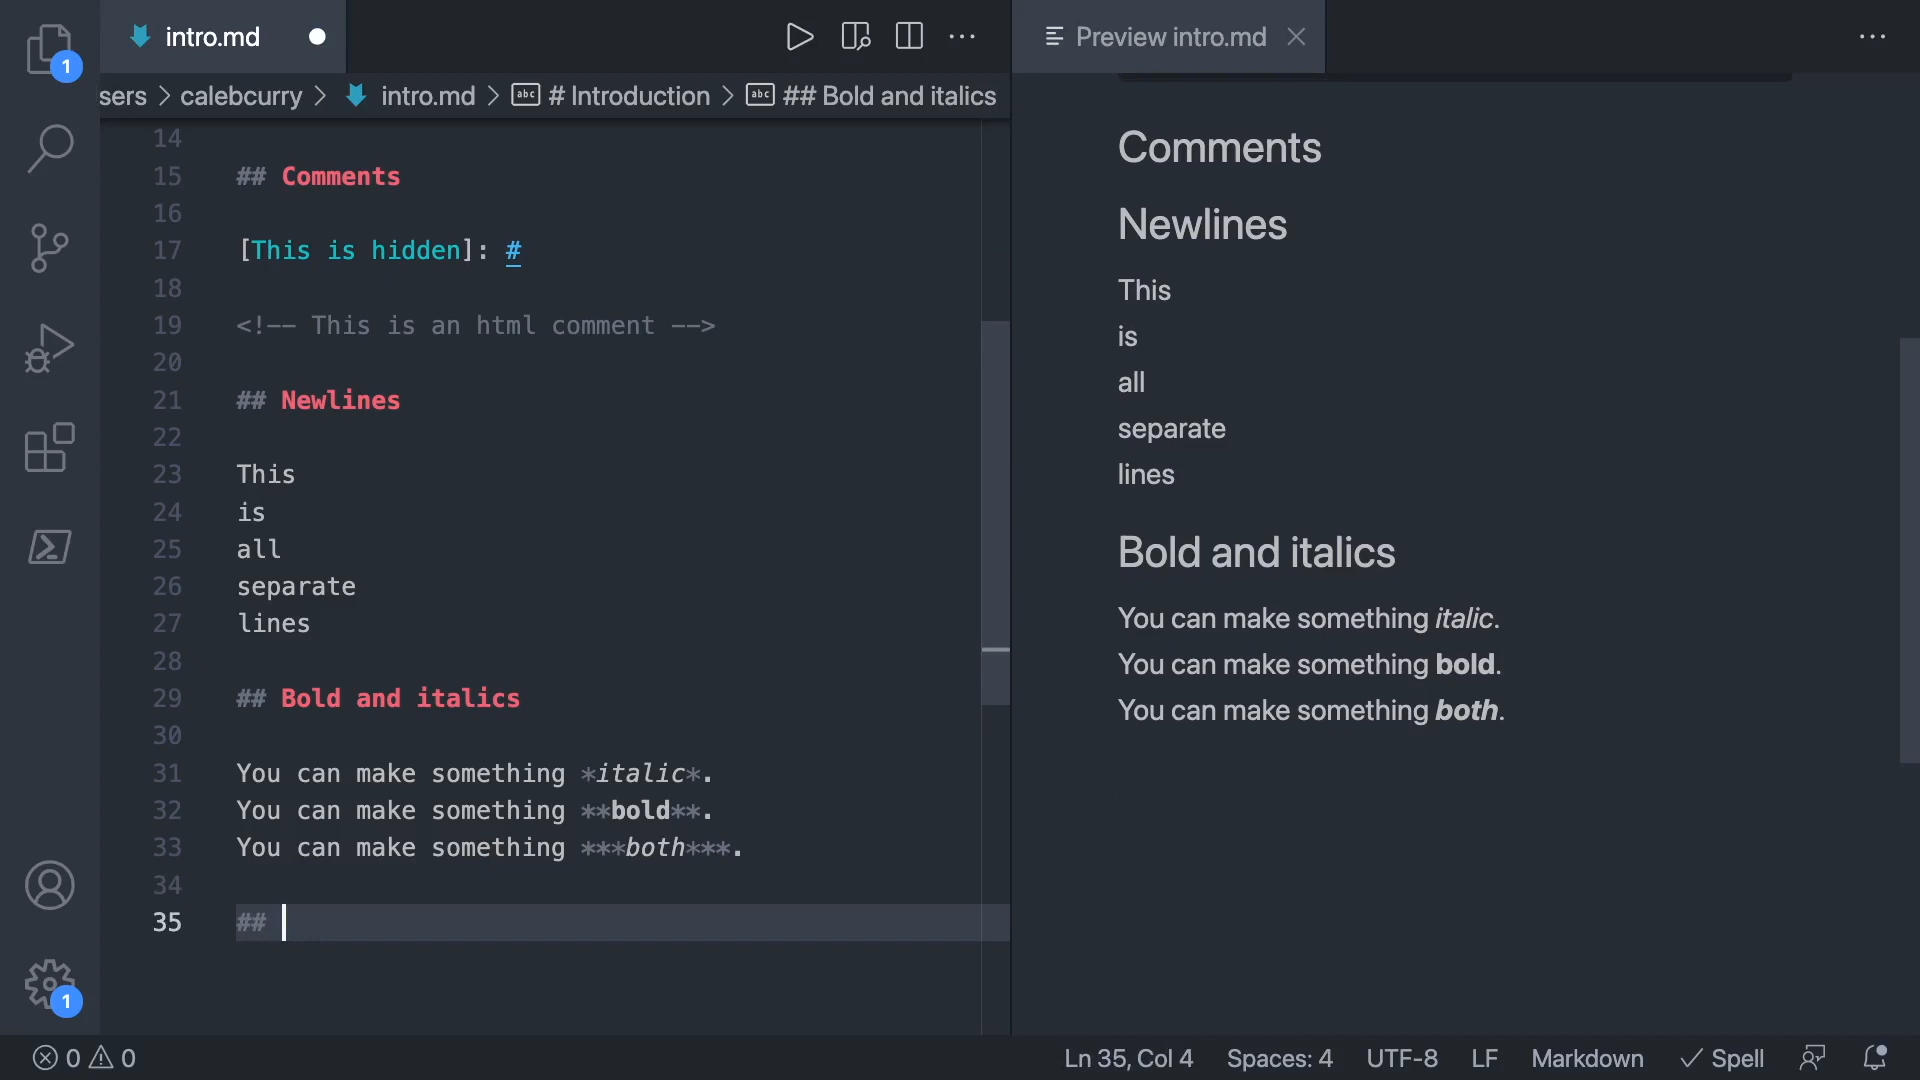 1
intro.md
Preview intro.md
sers > calebcurry > intro.md > abc # Introduction > abc ## Bold and italics
14
15 ## Comments
16
17 [This is hidden]: #
18
19 <!-- This is an html comment -->
20
21 ## Newlines
22
23 This
24 is
25 all
26 separate
27 lines
28
29 ## Bold and italics
30
31 You can make something *italic*.
32 You can make something **bold**.
33 You can make something ***both***.
34
35 ##
Comments
Newlines
This
is
all
separate
lines
Bold and italics
You can make something italic.
You can make something bold.
You can make something both.
1
0 0
Ln 35, Col 4 Spaces: 4 UTF-8 LF Markdown Spell